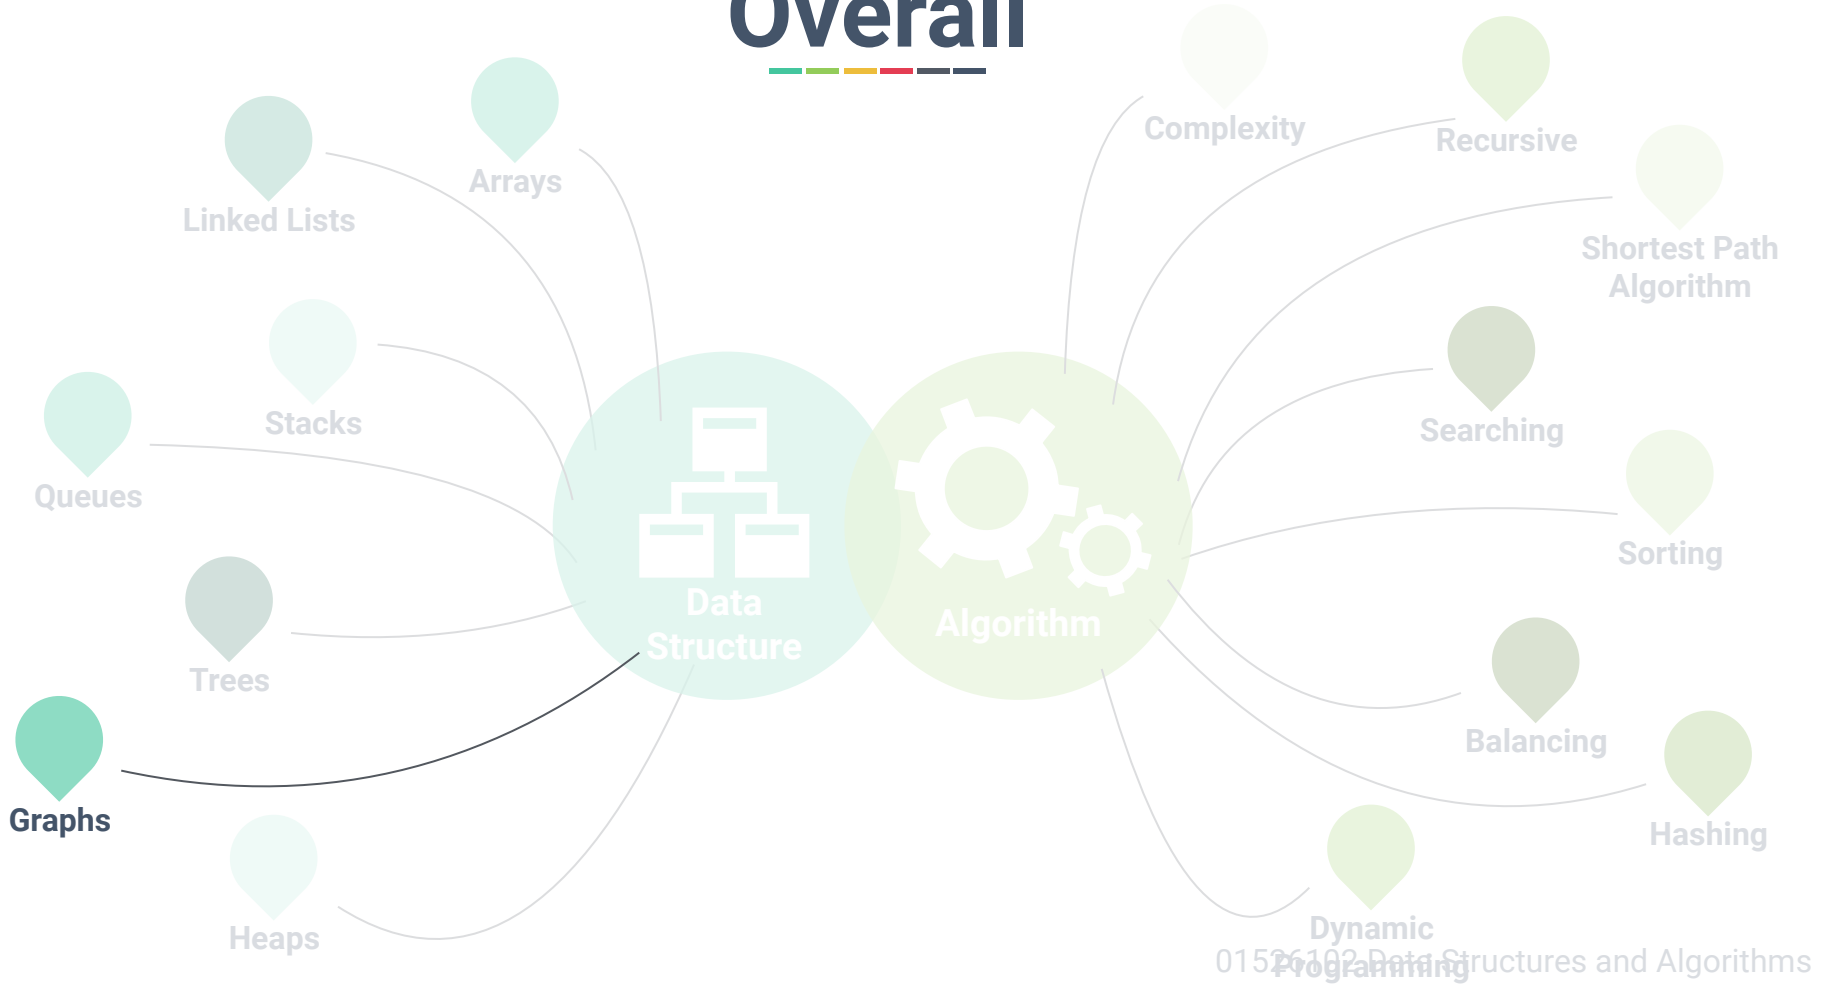 Overall
Complexity
Recursive
Arrays
Linked Lists
Shortest Path
Algorithm
Stacks
Searching
Queues
Sorting
Data
Structure
Algorithm
Trees
Balancing
Graphs
Hashing
Heaps
Dynamic
Programming
01526102 Data Structures and Algorithms